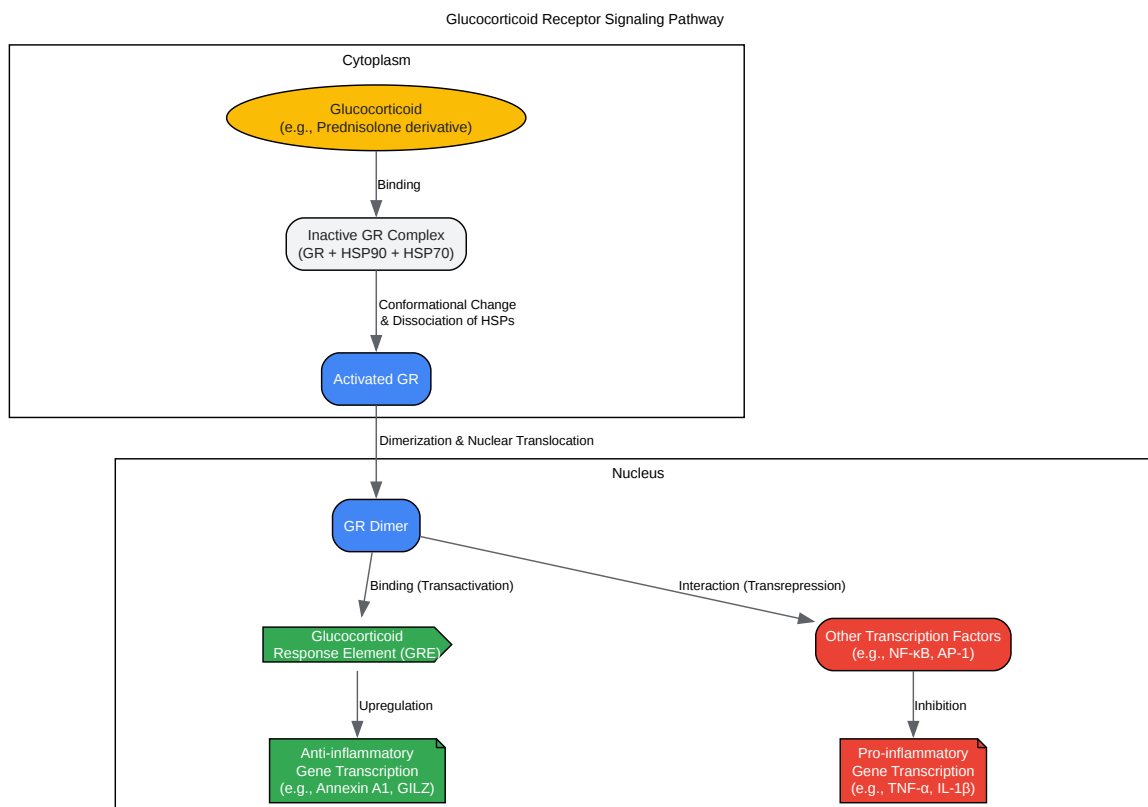 Glucocorticoid Receptor Signaling Pathway
Cytoplasm
Glucocorticoid
(e.g., Prednisolone derivative)
Binding
Inactive GR Complex
(GR + HSP90 + HSP70)
Conformational Change
& Dissociation of HSPs
Activated GR
Dimerization & Nuclear Translocation
Nucleus
GR Dimer
Binding (Transactivation)
Interaction (Transrepression)
Glucocorticoid
Response Element (GRE)
Other Transcription Factors
(e.g., NF-κB, AP-1)
Upregulation
Inhibition
Anti-inflammatory
Gene Transcription
(e.g., Annexin A1, GILZ)
Pro-inflammatory
Gene Transcription
(e.g., TNF-α, IL-1β)